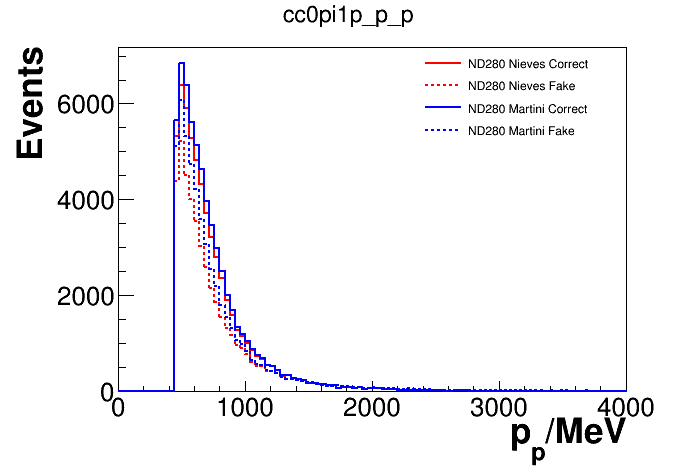 cc0pi1p_p_p
Events
ND280 Nieves Correct
ND280 Nieves Fake
ND280 Martini Correct
ND280 Martini Fake
6000
4000
2000
0
0 1000 2000 3000 4000
p_p/MeV